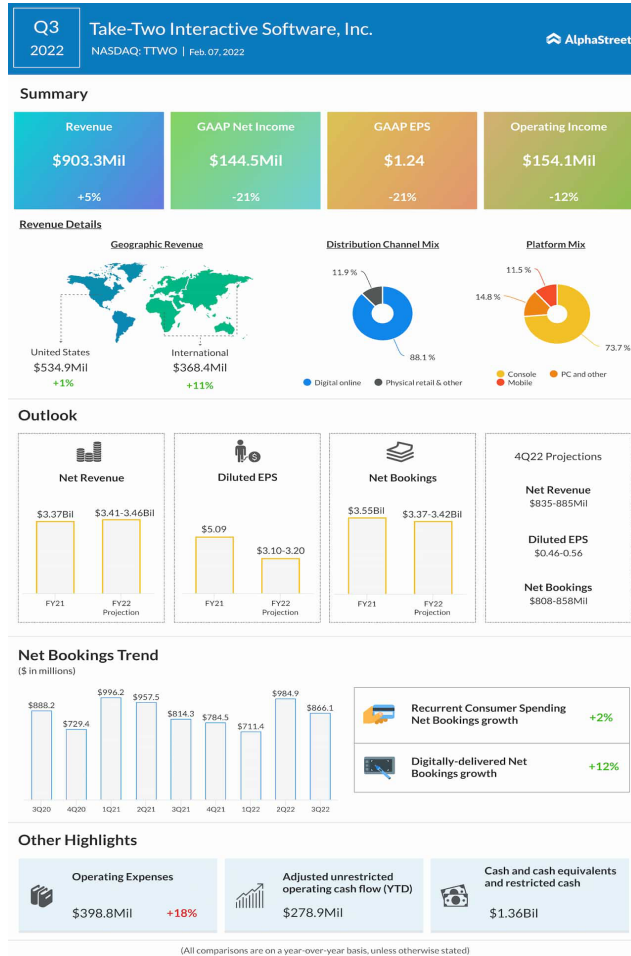 Q3
2022
Take-Two Interactive Software, Inc.
NASDAQ: TTWO | Feb. 07, 2022
AlphaStreet
Summary
Revenue
$903.3Mil
+5%
GAAP Net Income
$144.5Mil
-21%
GAAP EPS
$1.24
-21%
Operating Income
$154.1Mil
-12%
Revenue Details
Geographic Revenue
United States
$534.9Mil
+1%
International
$368.4Mil
+11%
Distribution Channel Mix
11.9 %
88.1 %
Digital online
Physical retail & other
Platform Mix
11.5 %
14.8 %
73.7%
Console
PC and other
Mobile
Outlook
Net Revenue
$3.37Bil
$3.41-3.46Bil
FY21
FY22
Projection
Diluted EPS
$5.09
$3.10-3.20
FY21
FY22
Projection
Net Bookings
$3.55Bil
$3.37-3.42Bil
FY21
FY22
Projection
4Q22 Projections
Net Revenue
$835-885Mil
Diluted EPS
$0.46-0.56
Net Bookings
$808-858Mil
Net Bookings Trend
($ in millions)
$888.2
$729.4
$996.2
$957.5
$814.3
$784.5
$711.4
$984.9
$866.1
3Q20
4Q20
1Q21
2Q21
3Q21
4Q21
1Q22
2Q22
3Q22
Recurrent Consumer Spending
Net Bookings growth
+2%
Digitally-delivered Net
Bookings growth
+12%
Other Highlights
Operating Expenses
$398.8Mil +18%
Adjusted unrestricted
operating cash flow (YTD)
$278.9Mil
Cash and cash equivalents
and restricted cash
$1.36Bil
(All comparisons are on a year-over-year basis, unless otherwise stated)